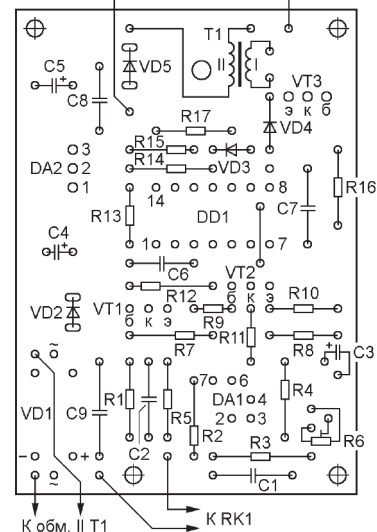 T1
C5
+
VD5
II
I
VT3
C8
э к б
R17
VD4
R15
3
DA2
2
R14
VD3
1
14
8
R16
R13
DD1
C7
C4
+
1
7
C6
VT2
VD2
R12
б к э
R10
VT1
б к э
R9
R11
R7
R8
+
C3
~
7
6
R4
VD1
C9
R1
R5
DA1
4
2
3
C2
R2
R6
R3
−
+
~
C1
К RK1
К обм. II T1